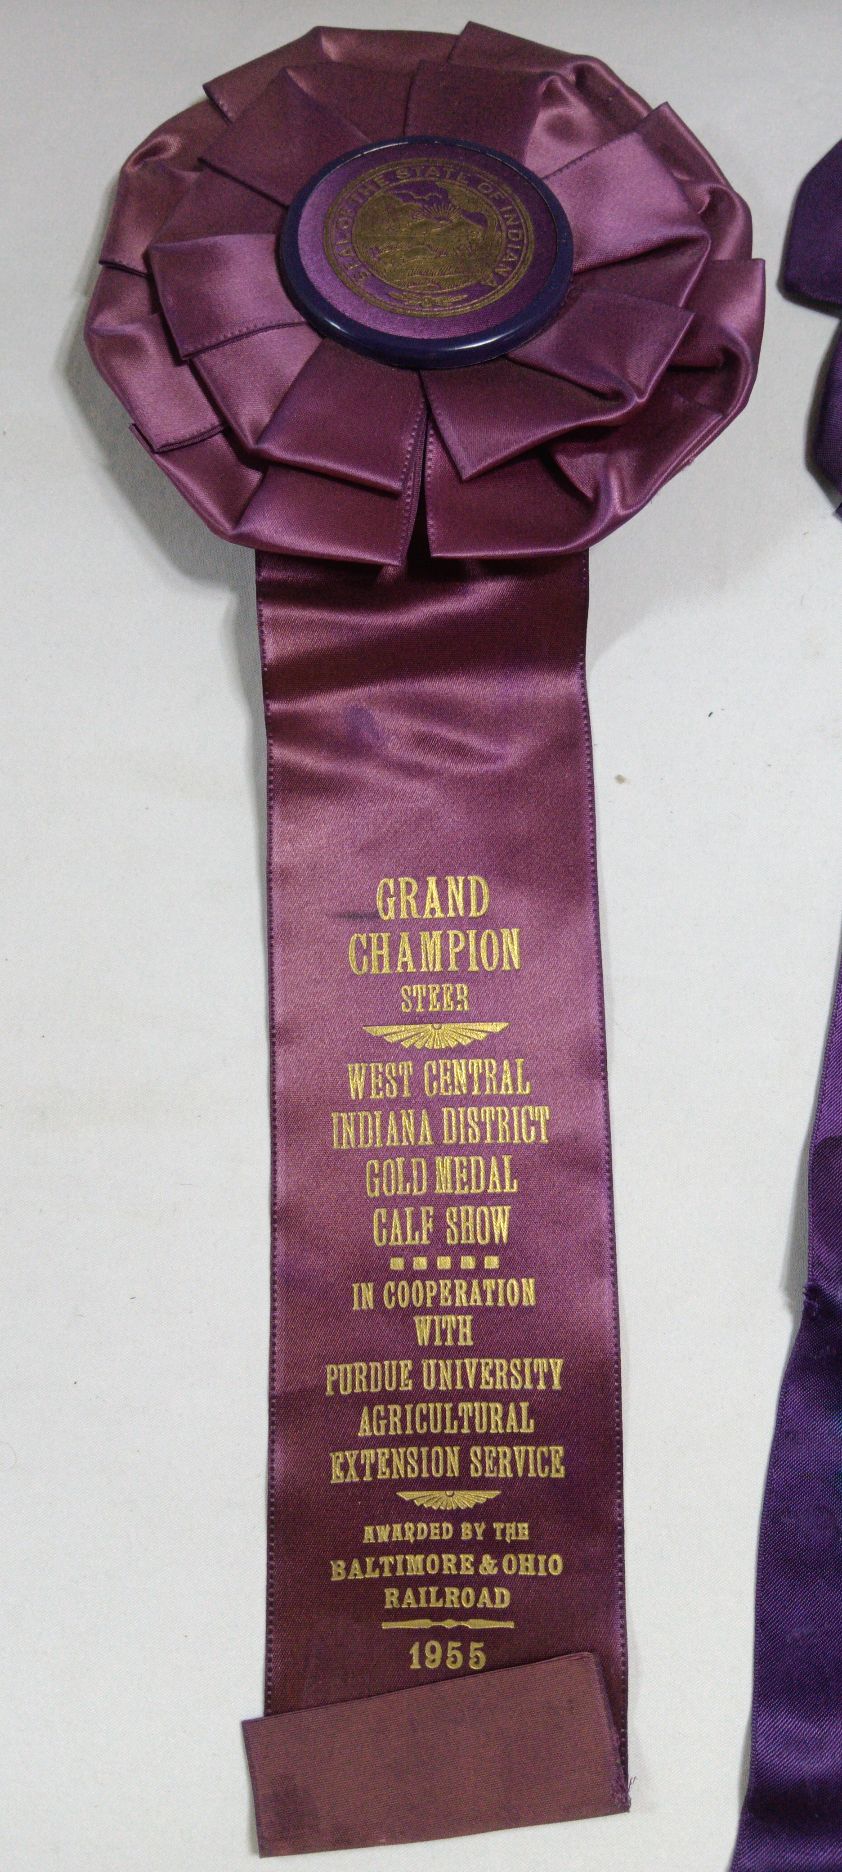 SEAL OF THE STATE OF INDIANA
GRAND
CHAMPION
STEER
WEST CENTRAL
INDIANA DISTRICT
GOLD MEDAL
CALF SHOW
IN COOPERATION
WITH
PURDUE UNIVERSITY
AGRICULTURAL
EXTENSION SERVICE
AWARDED BY THE
BALTIMORE & OHIO
RAILROAD
1955